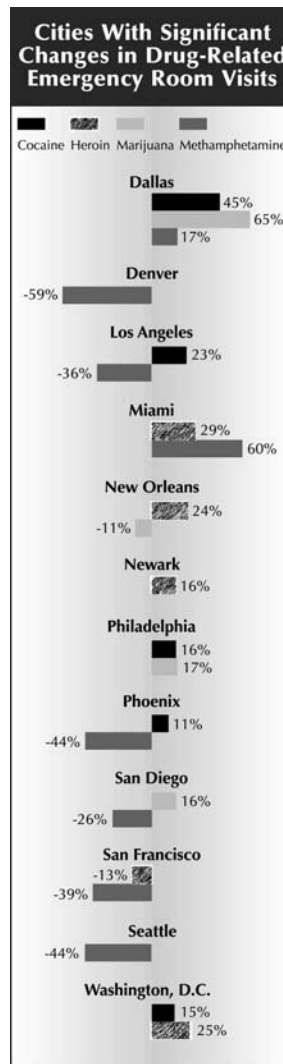 Cities With Significant
Changes in Drug-Related
Emergency Room Visits
Cocaine Heroin Marijuana Methamphetamine
Dallas
45%
65%
17%
Denver
-59%
Los Angeles
23%
-36%
Miami
29%
60%
New Orleans
24%
-11%
Newark
16%
Philadelphia
16%
17%
Phoenix
11%
-44%
San Diego
16%
-26%
San Francisco
-13%
-39%
Seattle
-44%
Washington, D.C.
15%
25%